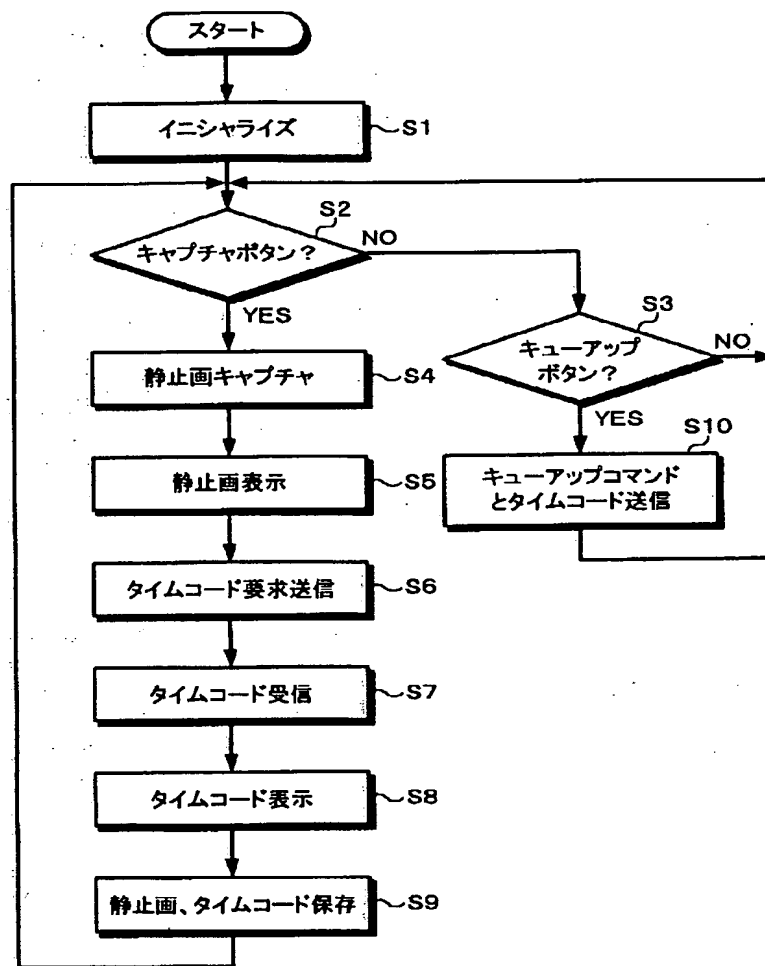 スタート
イニシャライズ
S1
S2
キャプチャボタン?
NO
YES
S3
キューアップ
ボタン?
NO
YES
静止画キャプチャ
S4
S10
キューアップコマンド
とタイムコード送信
静止画表示
S5
タイムコード要求送信
S6
タイムコード受信
S7
タイムコード表示
S8
静止画、タイムコード保存
S9